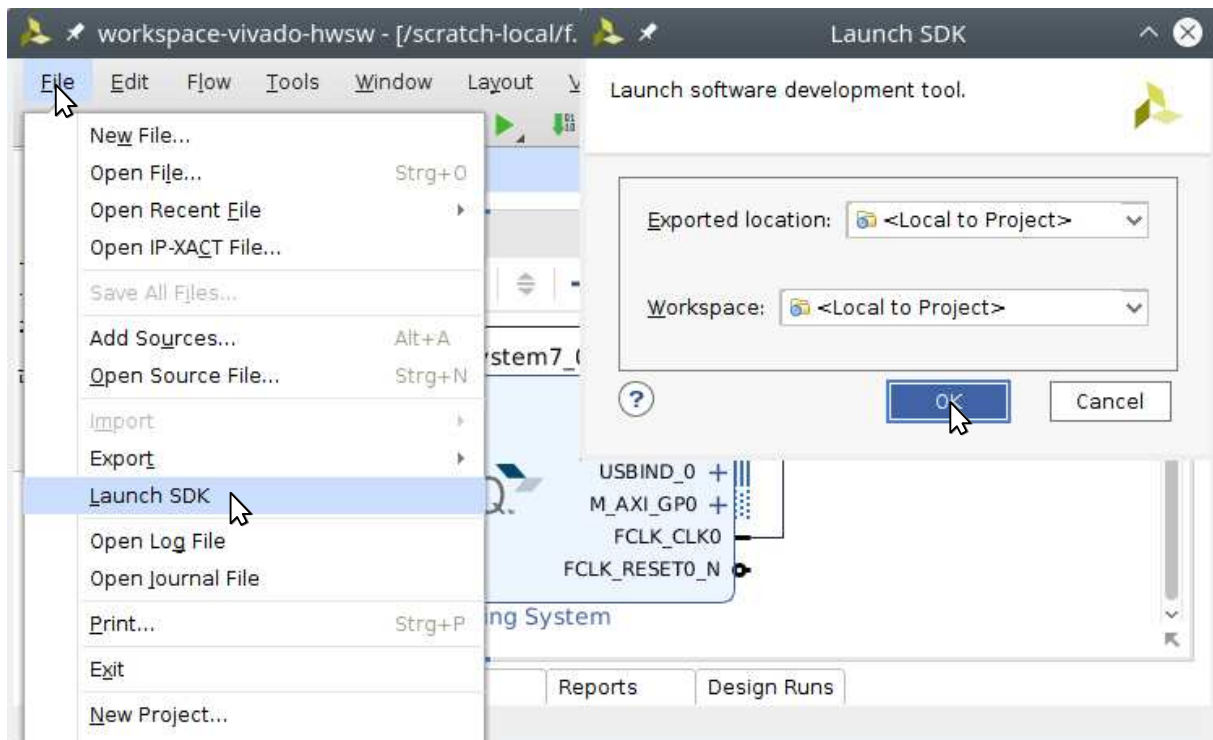 workspace-vivado-hwsw - [/scratch-local/f.
Launch SDK
File Edit Flow Tools Window Layout V
Launch software development tool.
New File...
Open File... Strg+O
Open Recent File
Open IP-XACT File...
Save All Files...
Add Sources... Alt+A
Open Source File... Strg+N
Import
Export
Launch SDK
Open Log File
Open Journal File
Print... Strg+P
Exit
New Project...
Exported location: <Local to Project>
Workspace: <Local to Project>
? OK Cancel
ystem7_0
USBIND_0
M_AXI_GP0
FCLK_CLK0
FCLK_RESET0_N
ing System
Reports Design Runs